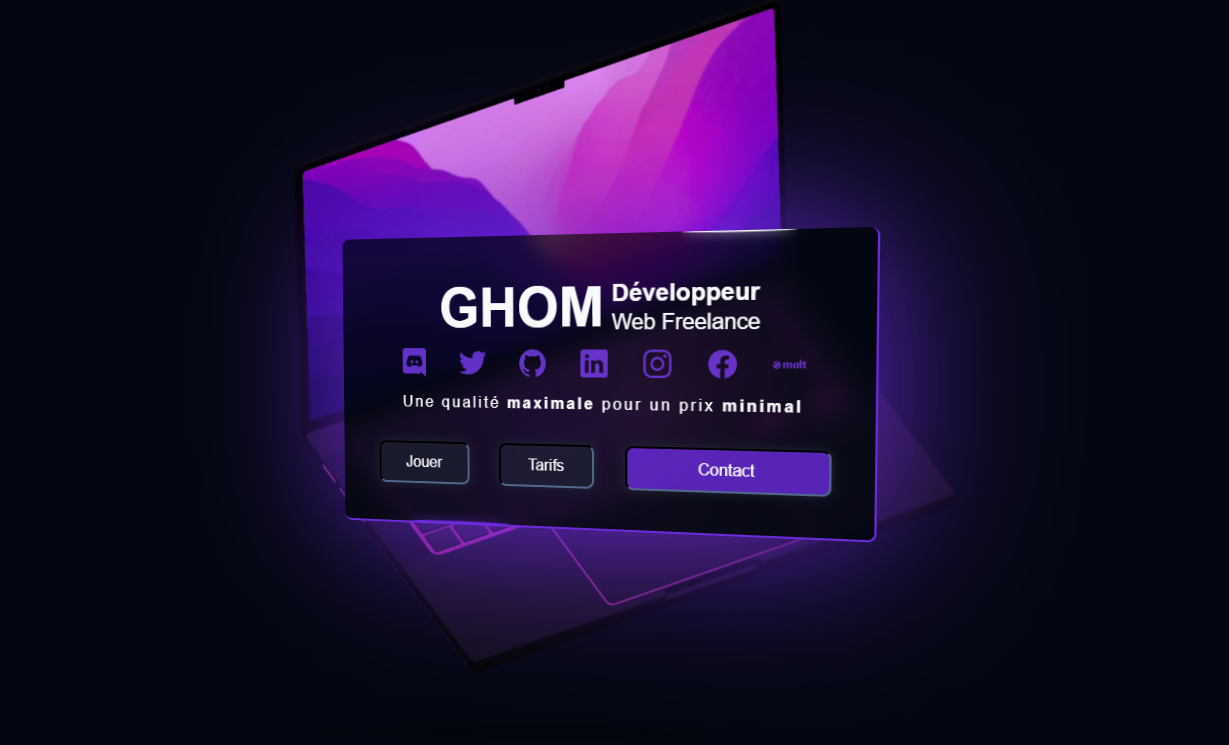 GHOM Développeur
Web Freelance
malt
Une qualité maximale pour un prix minimal
Jouer Tarifs Contact